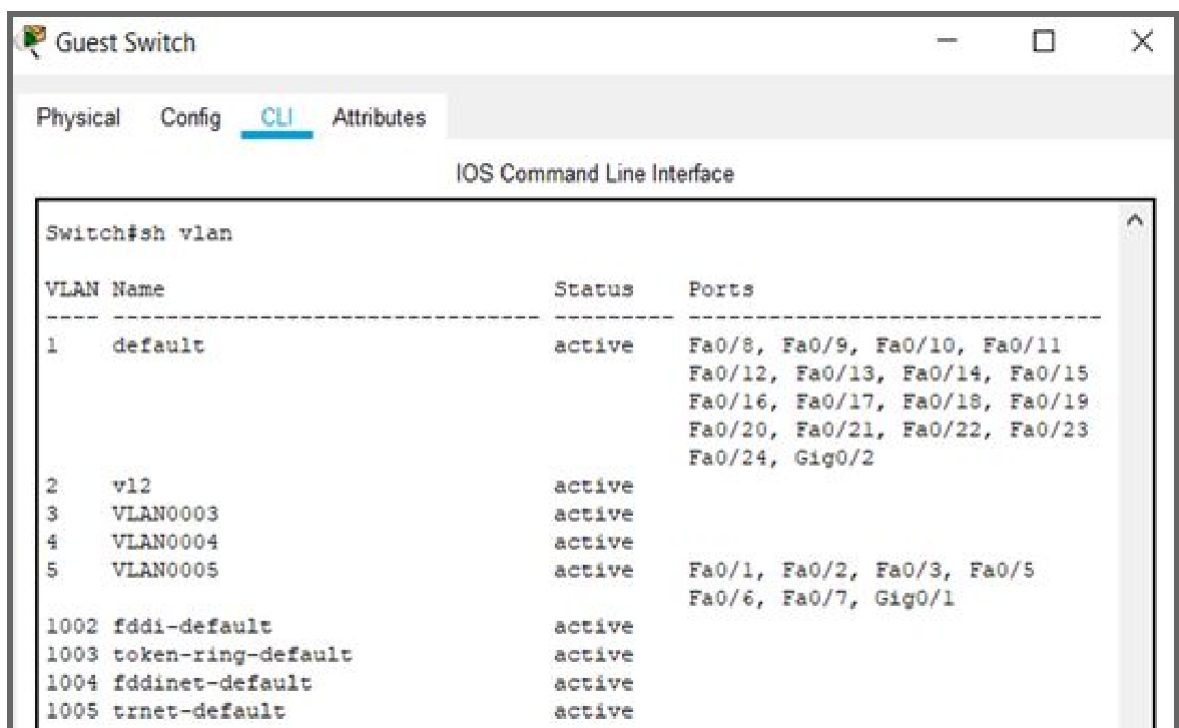 Guest Switch
Physical Config CLI Attributes
IOS Command Line Interface
Switch#sh vlan
VLAN Name Status Ports
---- -------------------------------- --------- -------------------------------
1 default active Fa0/8, Fa0/9, Fa0/10, Fa0/11
Fa0/12, Fa0/13, Fa0/14, Fa0/15
Fa0/16, Fa0/17, Fa0/18, Fa0/19
Fa0/20, Fa0/21, Fa0/22, Fa0/23
Fa0/24, Gig0/2
2 vl2 active
3 VLAN0003 active
4 VLAN0004 active
5 VLAN0005 active Fa0/1, Fa0/2, Fa0/3, Fa0/5
Fa0/6, Fa0/7, Gig0/1
1002 fddi-default active
1003 token-ring-default active
1004 fddinet-default active
1005 trnet-default active